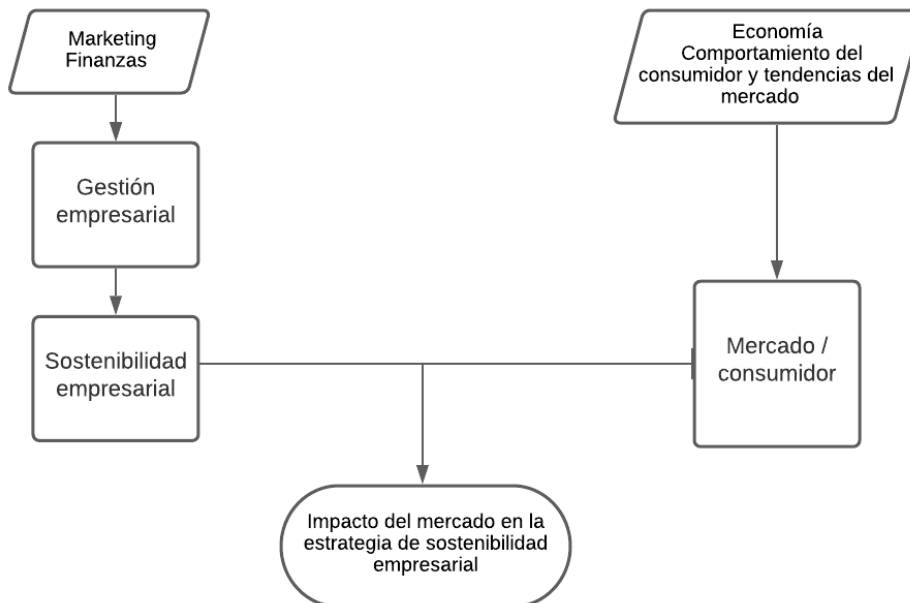 Marketing
Finanzas
Economía
Comportamiento del
consumidor y tendencias del
mercado
Gestión
empresarial
Sostenibilidad
empresarial
Mercado /
consumidor
Impacto del mercado en la
estrategia de sostenibilidad
empresarial